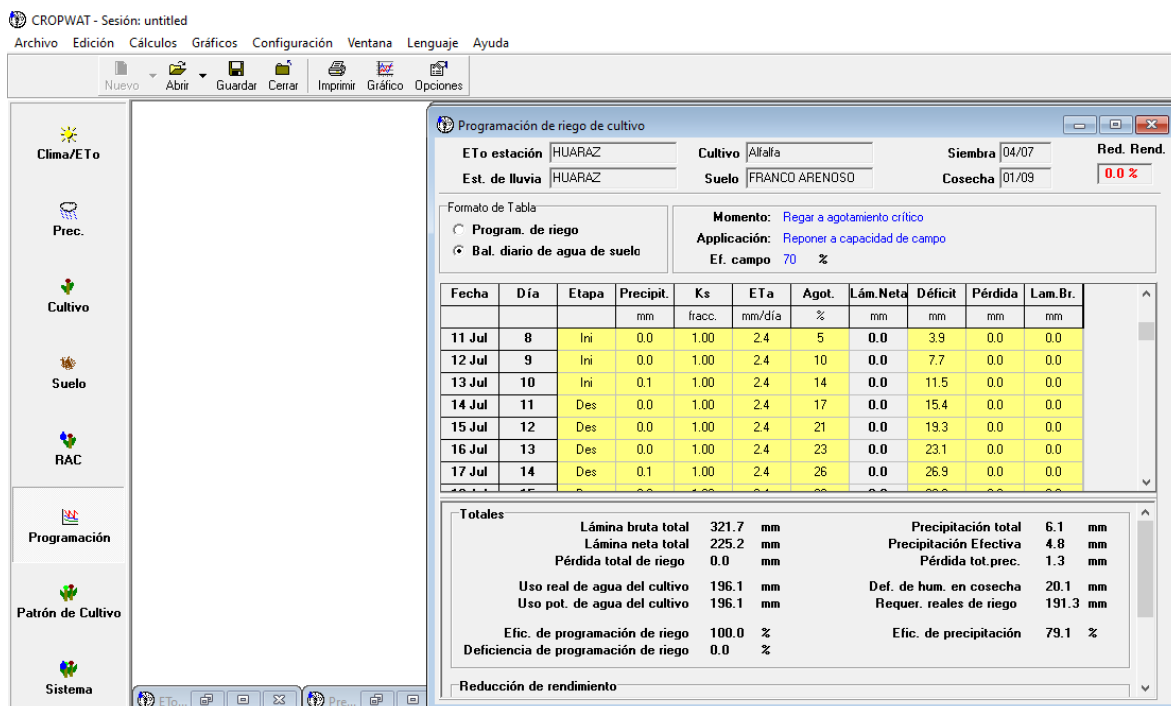 CROPWAT - Sesión: untitled
Archivo Edición Cálculos Gráficos Configuración Ventana Lenguaje Ayuda
Nuevo Abrir Guardar Cerrar Imprimir Gráfico Opciones
Clima/ETo
Prec.
Cultivo
Suelo
RAC
Programación
Patrón de Cultivo
Sistema
Programación de riego de cultivo
ETo estación HUARAZ Cultivo Alfalfa Siembra 04/07 Red. Rend.
Est. de lluvia HUARAZ Suelo FRANCO ARENOSO Cosecha 01/09 0.0 %
Formato de Tabla
Program. de riego
Bal. diario de agua de suelo
Momento: Regar a agotamiento crítico
Applicación: Reponer a capacidad de campo
Ef. campo 70 %
Fecha Día Etapa Precipit. Ks ETa Agot. Lám.Neta Déficit Pérdida Lam.Br.
mm fracc. mm/día % mm mm mm mm
11 Jul 8 Ini 0.0 1.00 2.4 5 0.0 3.9 0.0 0.0
12 Jul 9 Ini 0.0 1.00 2.4 10 0.0 7.7 0.0 0.0
13 Jul 10 Ini 0.1 1.00 2.4 14 0.0 11.5 0.0 0.0
14 Jul 11 Des 0.0 1.00 2.4 17 0.0 15.4 0.0 0.0
15 Jul 12 Des 0.0 1.00 2.4 21 0.0 19.3 0.0 0.0
16 Jul 13 Des 0.0 1.00 2.4 23 0.0 23.1 0.0 0.0
17 Jul 14 Des 0.1 1.00 2.4 26 0.0 26.9 0.0 0.0
Totales
Lámina bruta total 321.7 mm Precipitación total 6.1 mm
Lámina neta total 225.2 mm Precipitación Efectiva 4.8 mm
Pérdida total de riego 0.0 mm Pérdida tot.prec. 1.3 mm
Uso real de agua del cultivo 196.1 mm Def. de hum. en cosecha 20.1 mm
Uso pot. de agua del cultivo 196.1 mm Requer. reales de riego 191.3 mm
Efic. de programación de riego 100.0 % Efic. de precipitación 79.1 %
Deficiencia de programación de riego 0.0 %
Reducción de rendimiento
ETo... Pre...